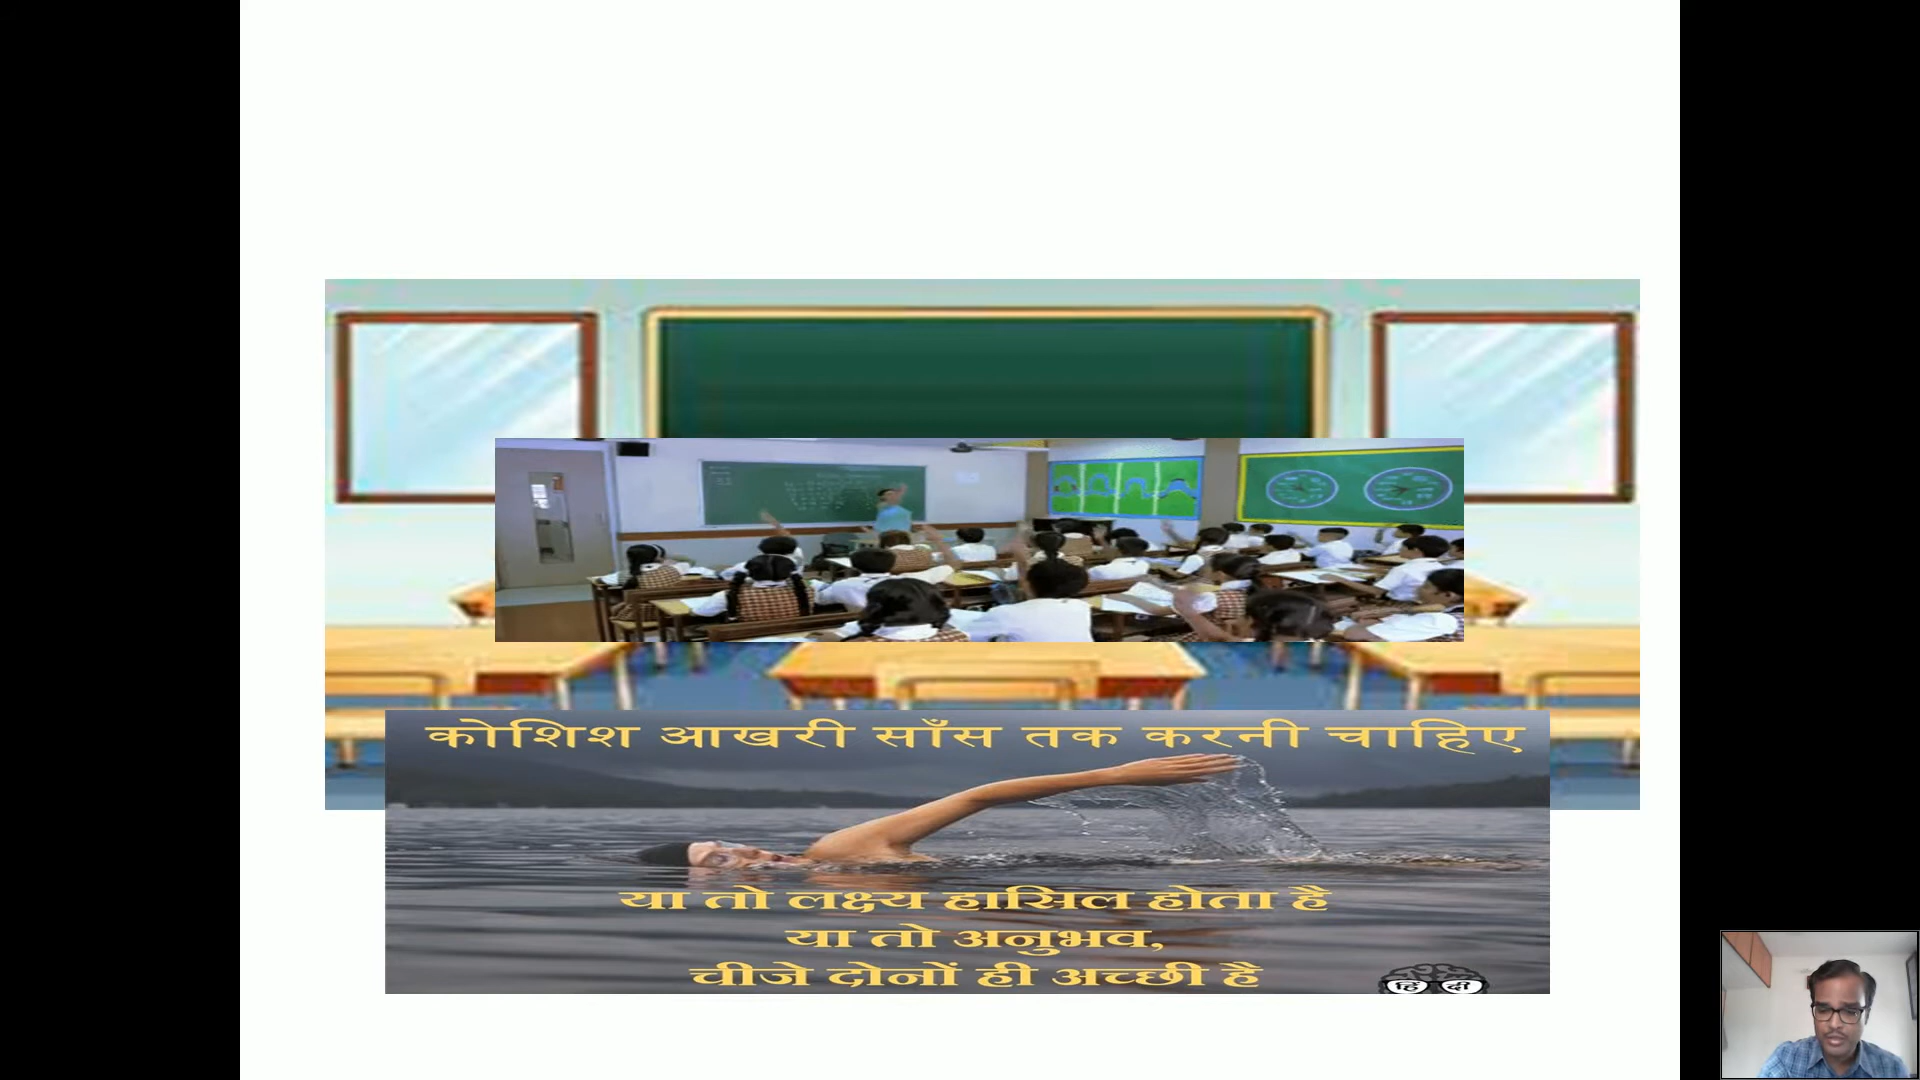 कोशिश आखरी साँस तक करनी चाहिए
या तो लक्ष्य हासिल होता है
या तो अनुभव,
चीजे दोनों ही अच्छी है
हिं दी